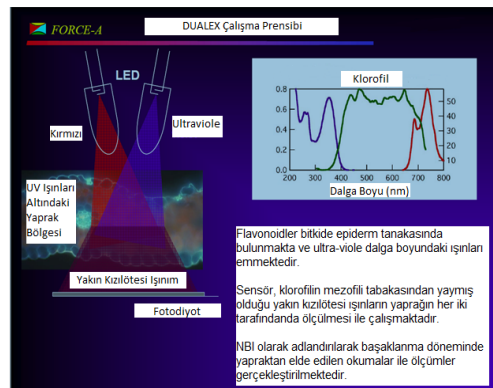 FORCE-A
DUALEX Çalışma Prensibi
LED
Kırmızı
Ultraviole
UV Işınları
Altındaki
Yaprak
Bölgesi
Yakın Kızılötesi Işınım
Fotodiyot
Klorofil
0.8
0.6
0.4
0.2
0.0
50
40
30
20
10
200 300 400 500 600 700 800
Dalga Boyu (nm)
Flavonoidler bitkide epiderm tanakasında
bulunmakta ve ultra-viole dalga boyundaki ışınları
emmektedir.
Sensör, klorofilin mezofili tabakasından yaymış
olduğu yakın kızılötesi ışınların yaprağın her iki
tarafındanda ölçülmesi ile çalışmaktadır.
NBI olarak adlandırılarak başaklanma döneminde
yapraktan elde edilen okumalar ile ölçümler
gerçekleştirilmektedir.